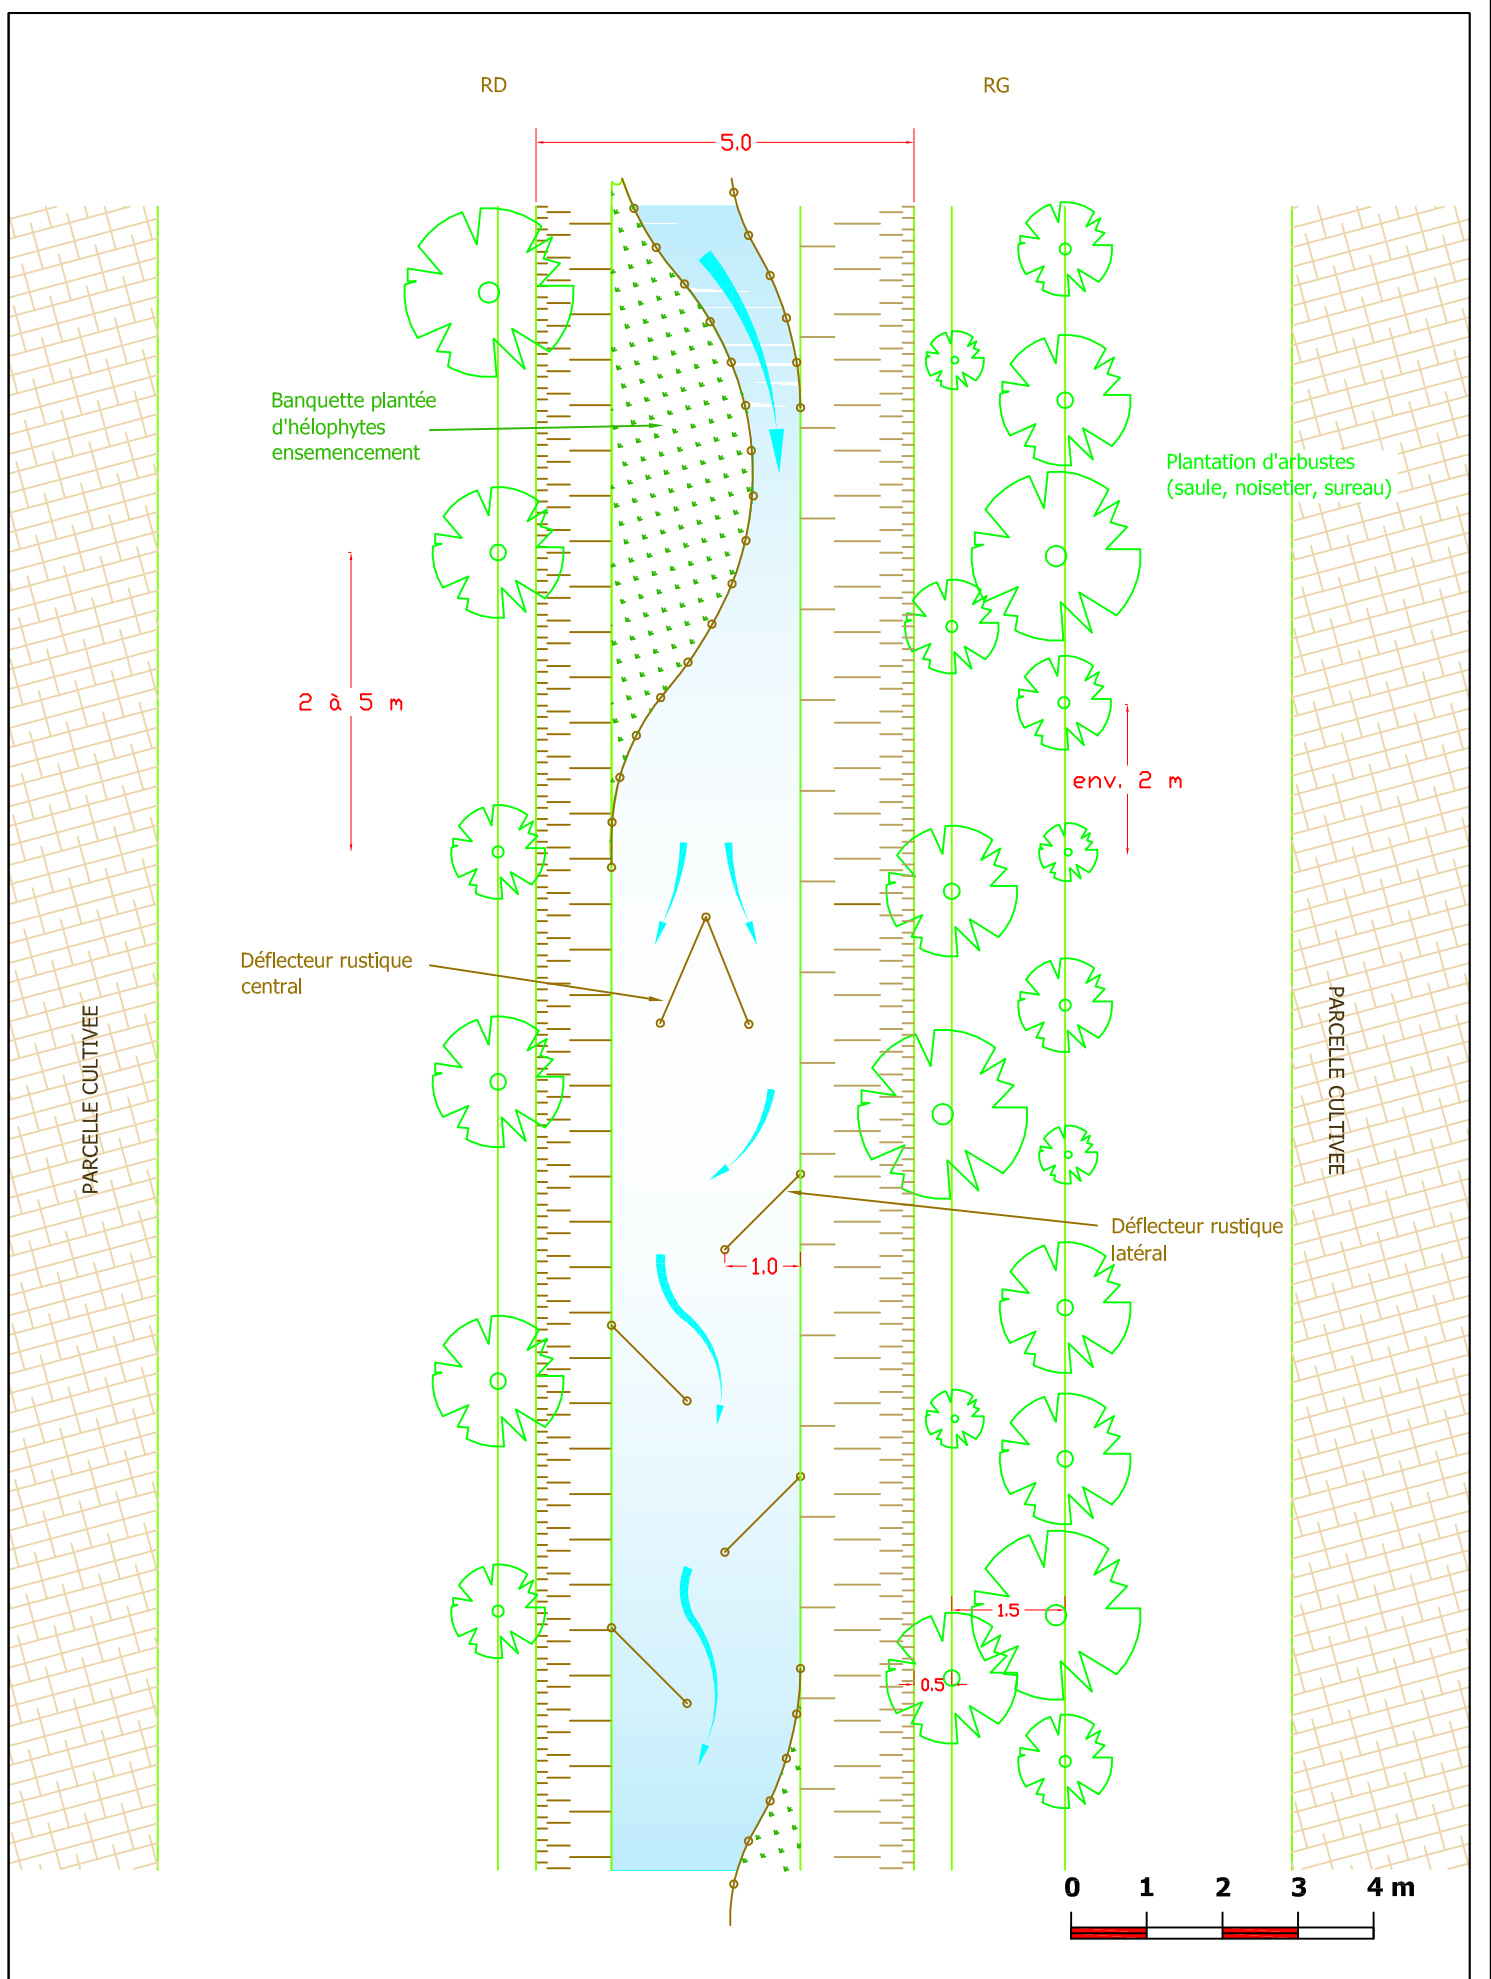 RD
RG
5.0
Banquette plantée
d'hélophytes
ensemencement
Plantation d'arbustes
(saule, noisetier, sureau)
2 à 5 m
env. 2 m
Déflecteur rustique
central
PARCELLE CULTIVEE
PARCELLE CULTIVEE
Déflecteur rustique
latéral
1.0
1.5
0.5
0 1 2 3 4 m